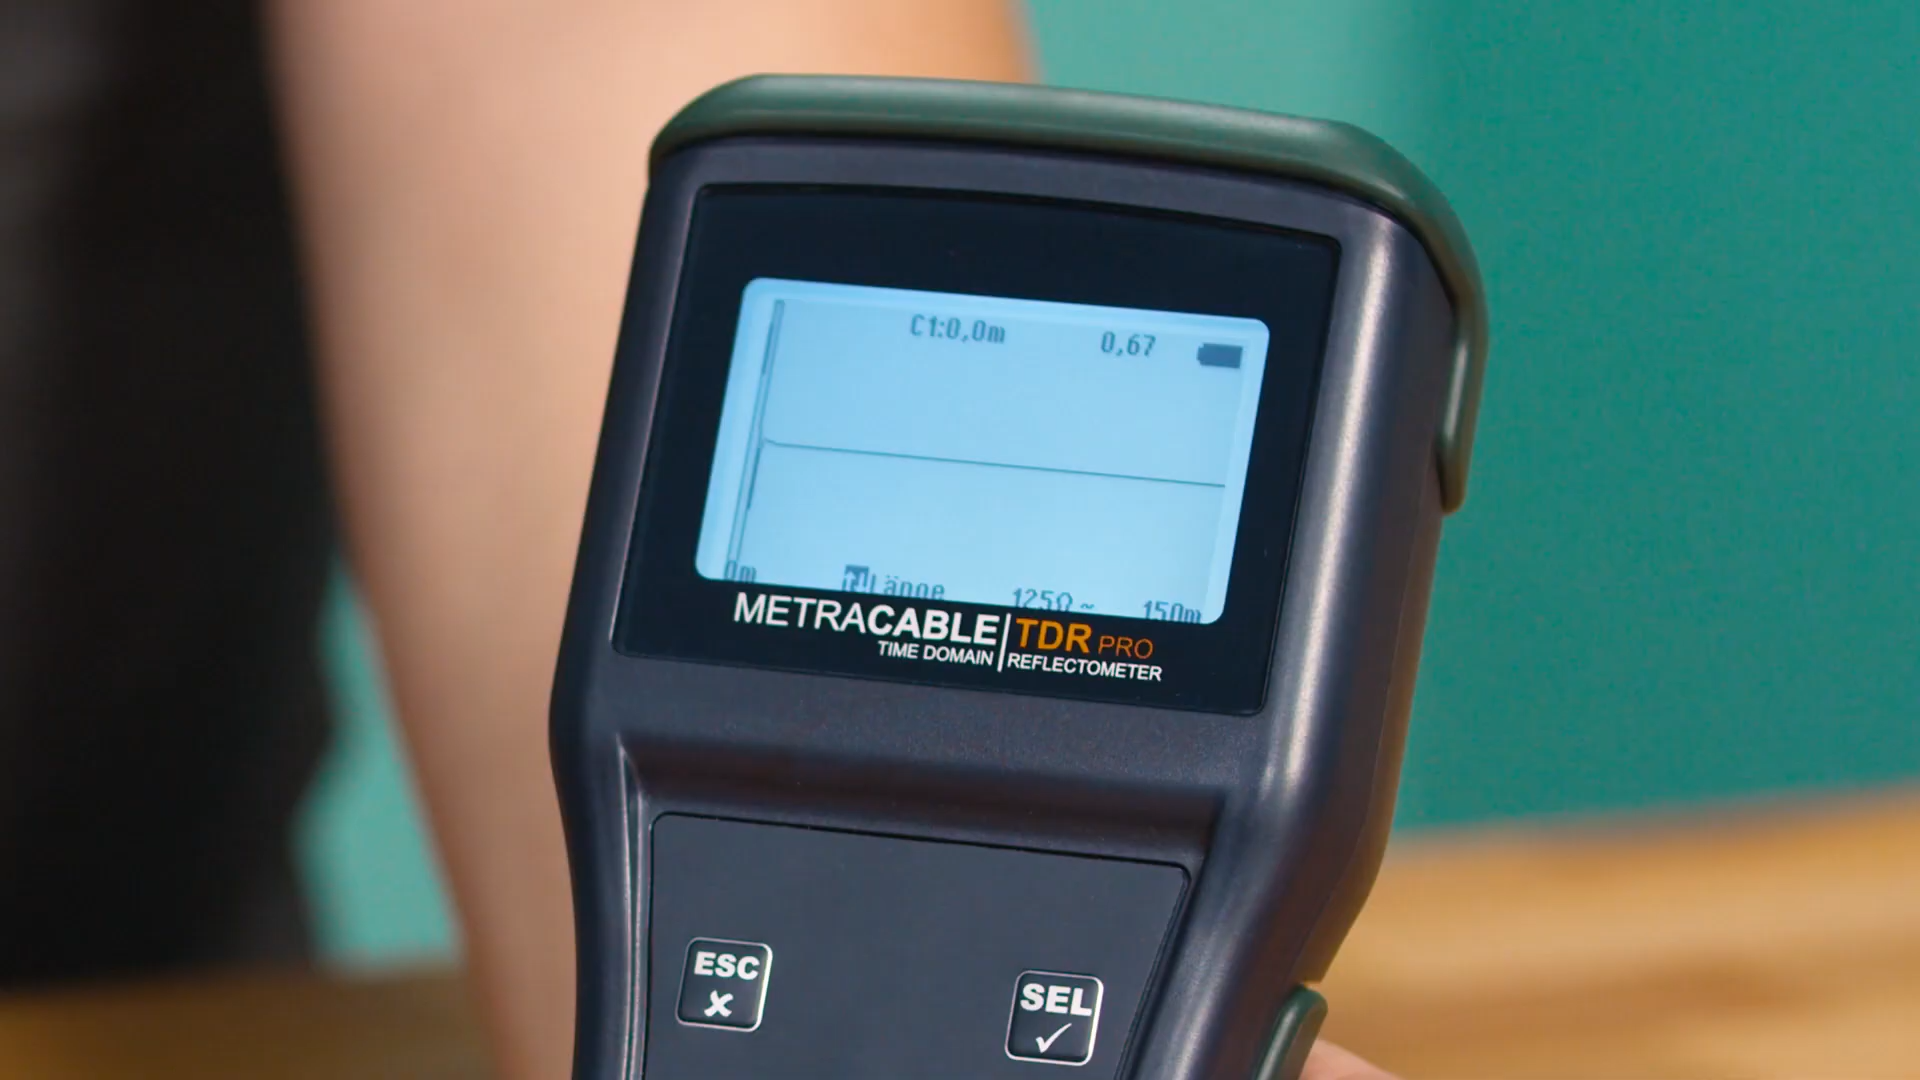 C1:0,0m 0,67
0m Länge 125Ω ~ 150m
METRACABLE TDR PRO
TIME DOMAIN REFLECTOMETER
ESC
SEL